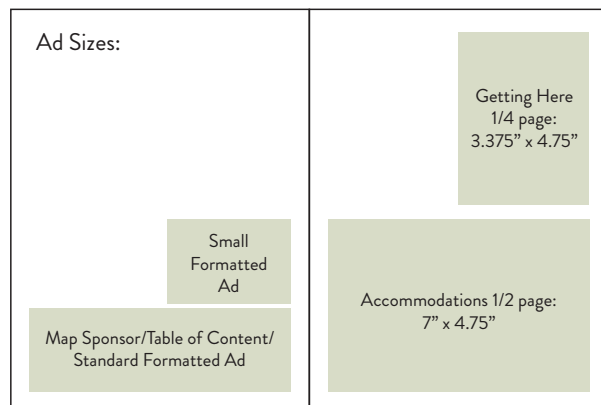 Ad Sizes:
Small
Formatted
Ad
Map Sponsor/Table of Content/
Standard Formatted Ad
Getting Here
1/4 page:
3.375” x 4.75”
Accommodations 1/2 page:
7” x 4.75”